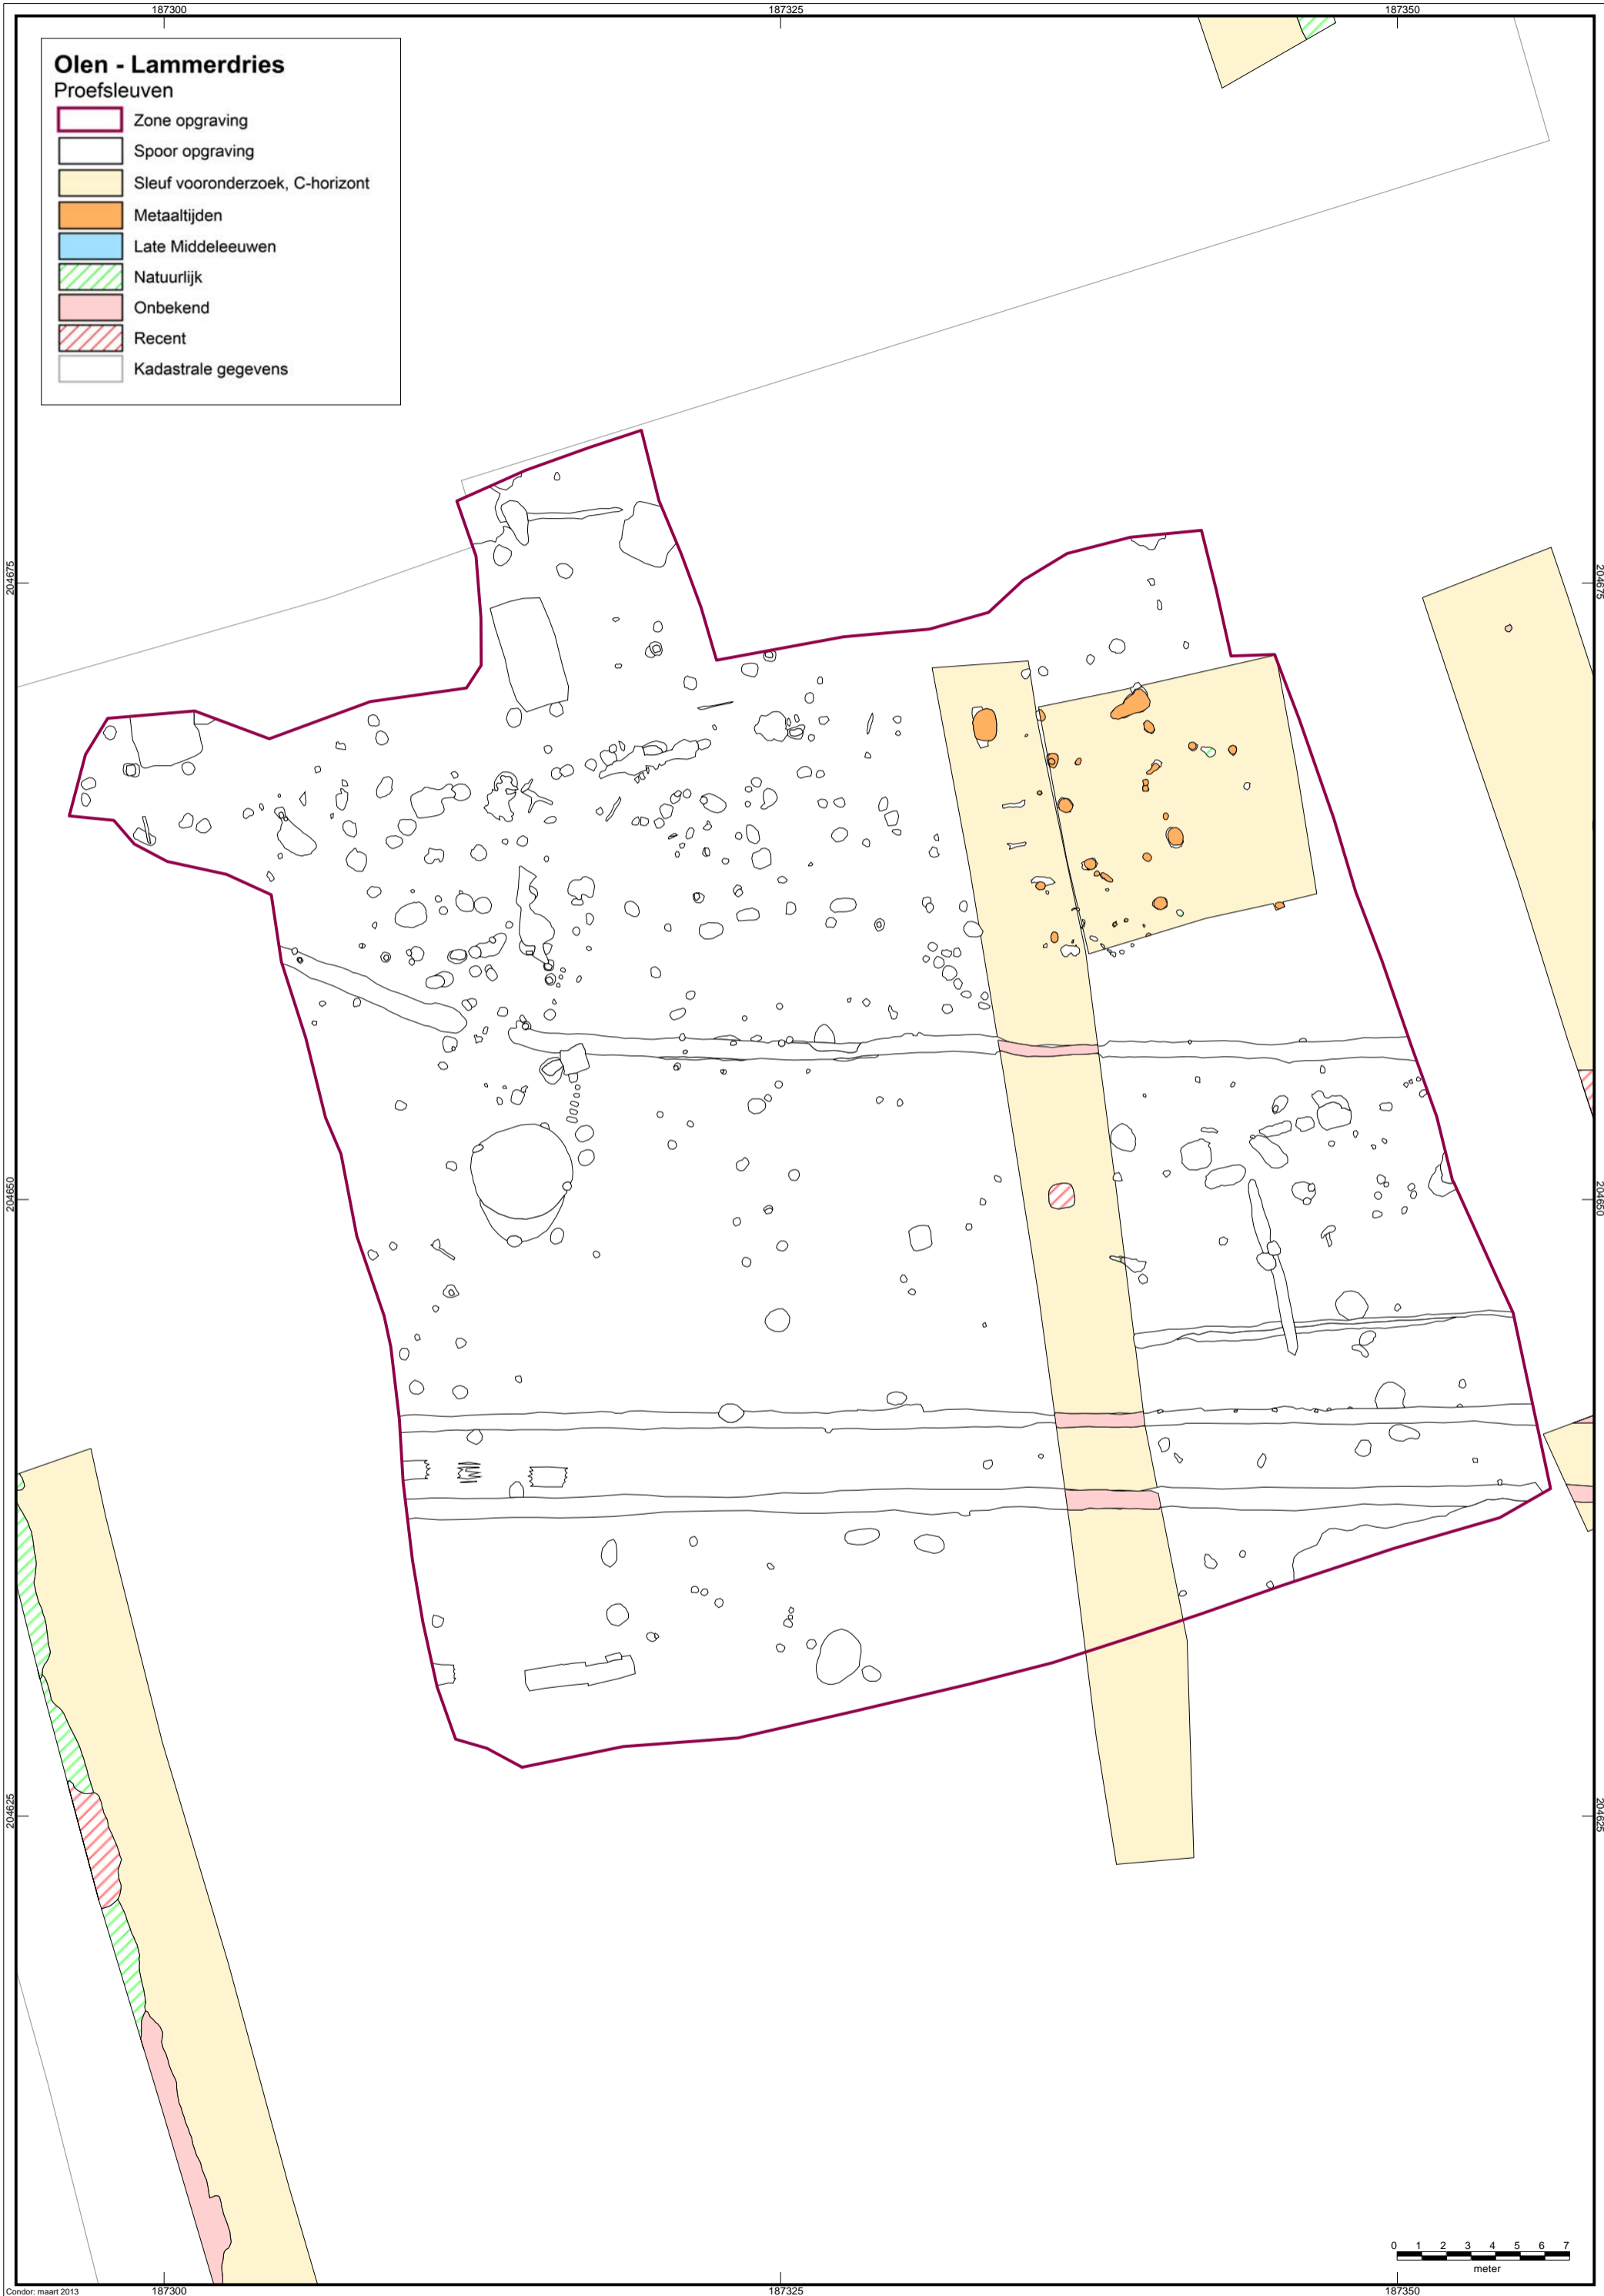 187300 187325 187350
Olen - Lammerdries
Proefsleuven
Zone opgraving
Spoor opgraving
Sleuf vooronderzoek, C-horizont
Metaaltijden
Late Middeleeuwen
Natuurlijk
Onbekend
Recent
Kadastrale gegevens
204675 204675
204650 204650
204625 204625
0 1 2 3 4 5 6 7
meter
Condor: maart 2013
187300 187325 187350